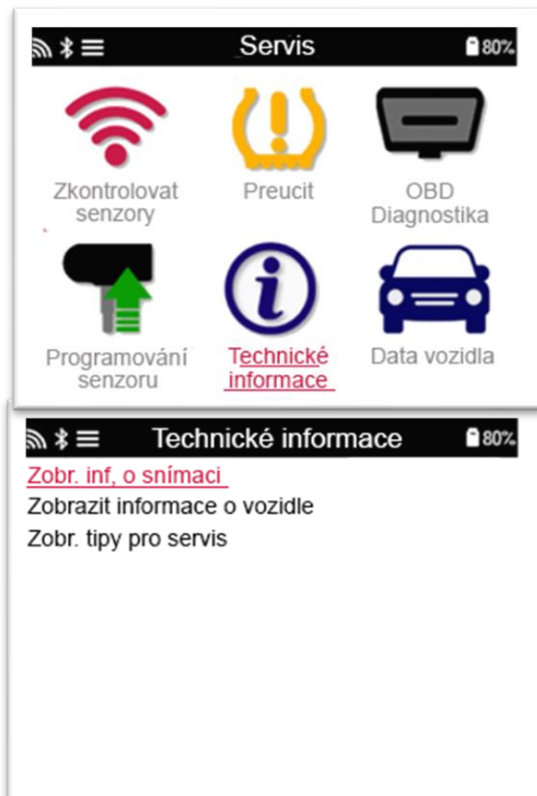 Servis
80%
Zkontrolovat
senzory
Preucit
OBD
Diagnostika
Programování
senzoru
Technické
informace
Data vozidla
Technické informace
80%
Zobr. inf, o snímaci
Zobrazit informace o vozidle
Zobr. tipy pro servis